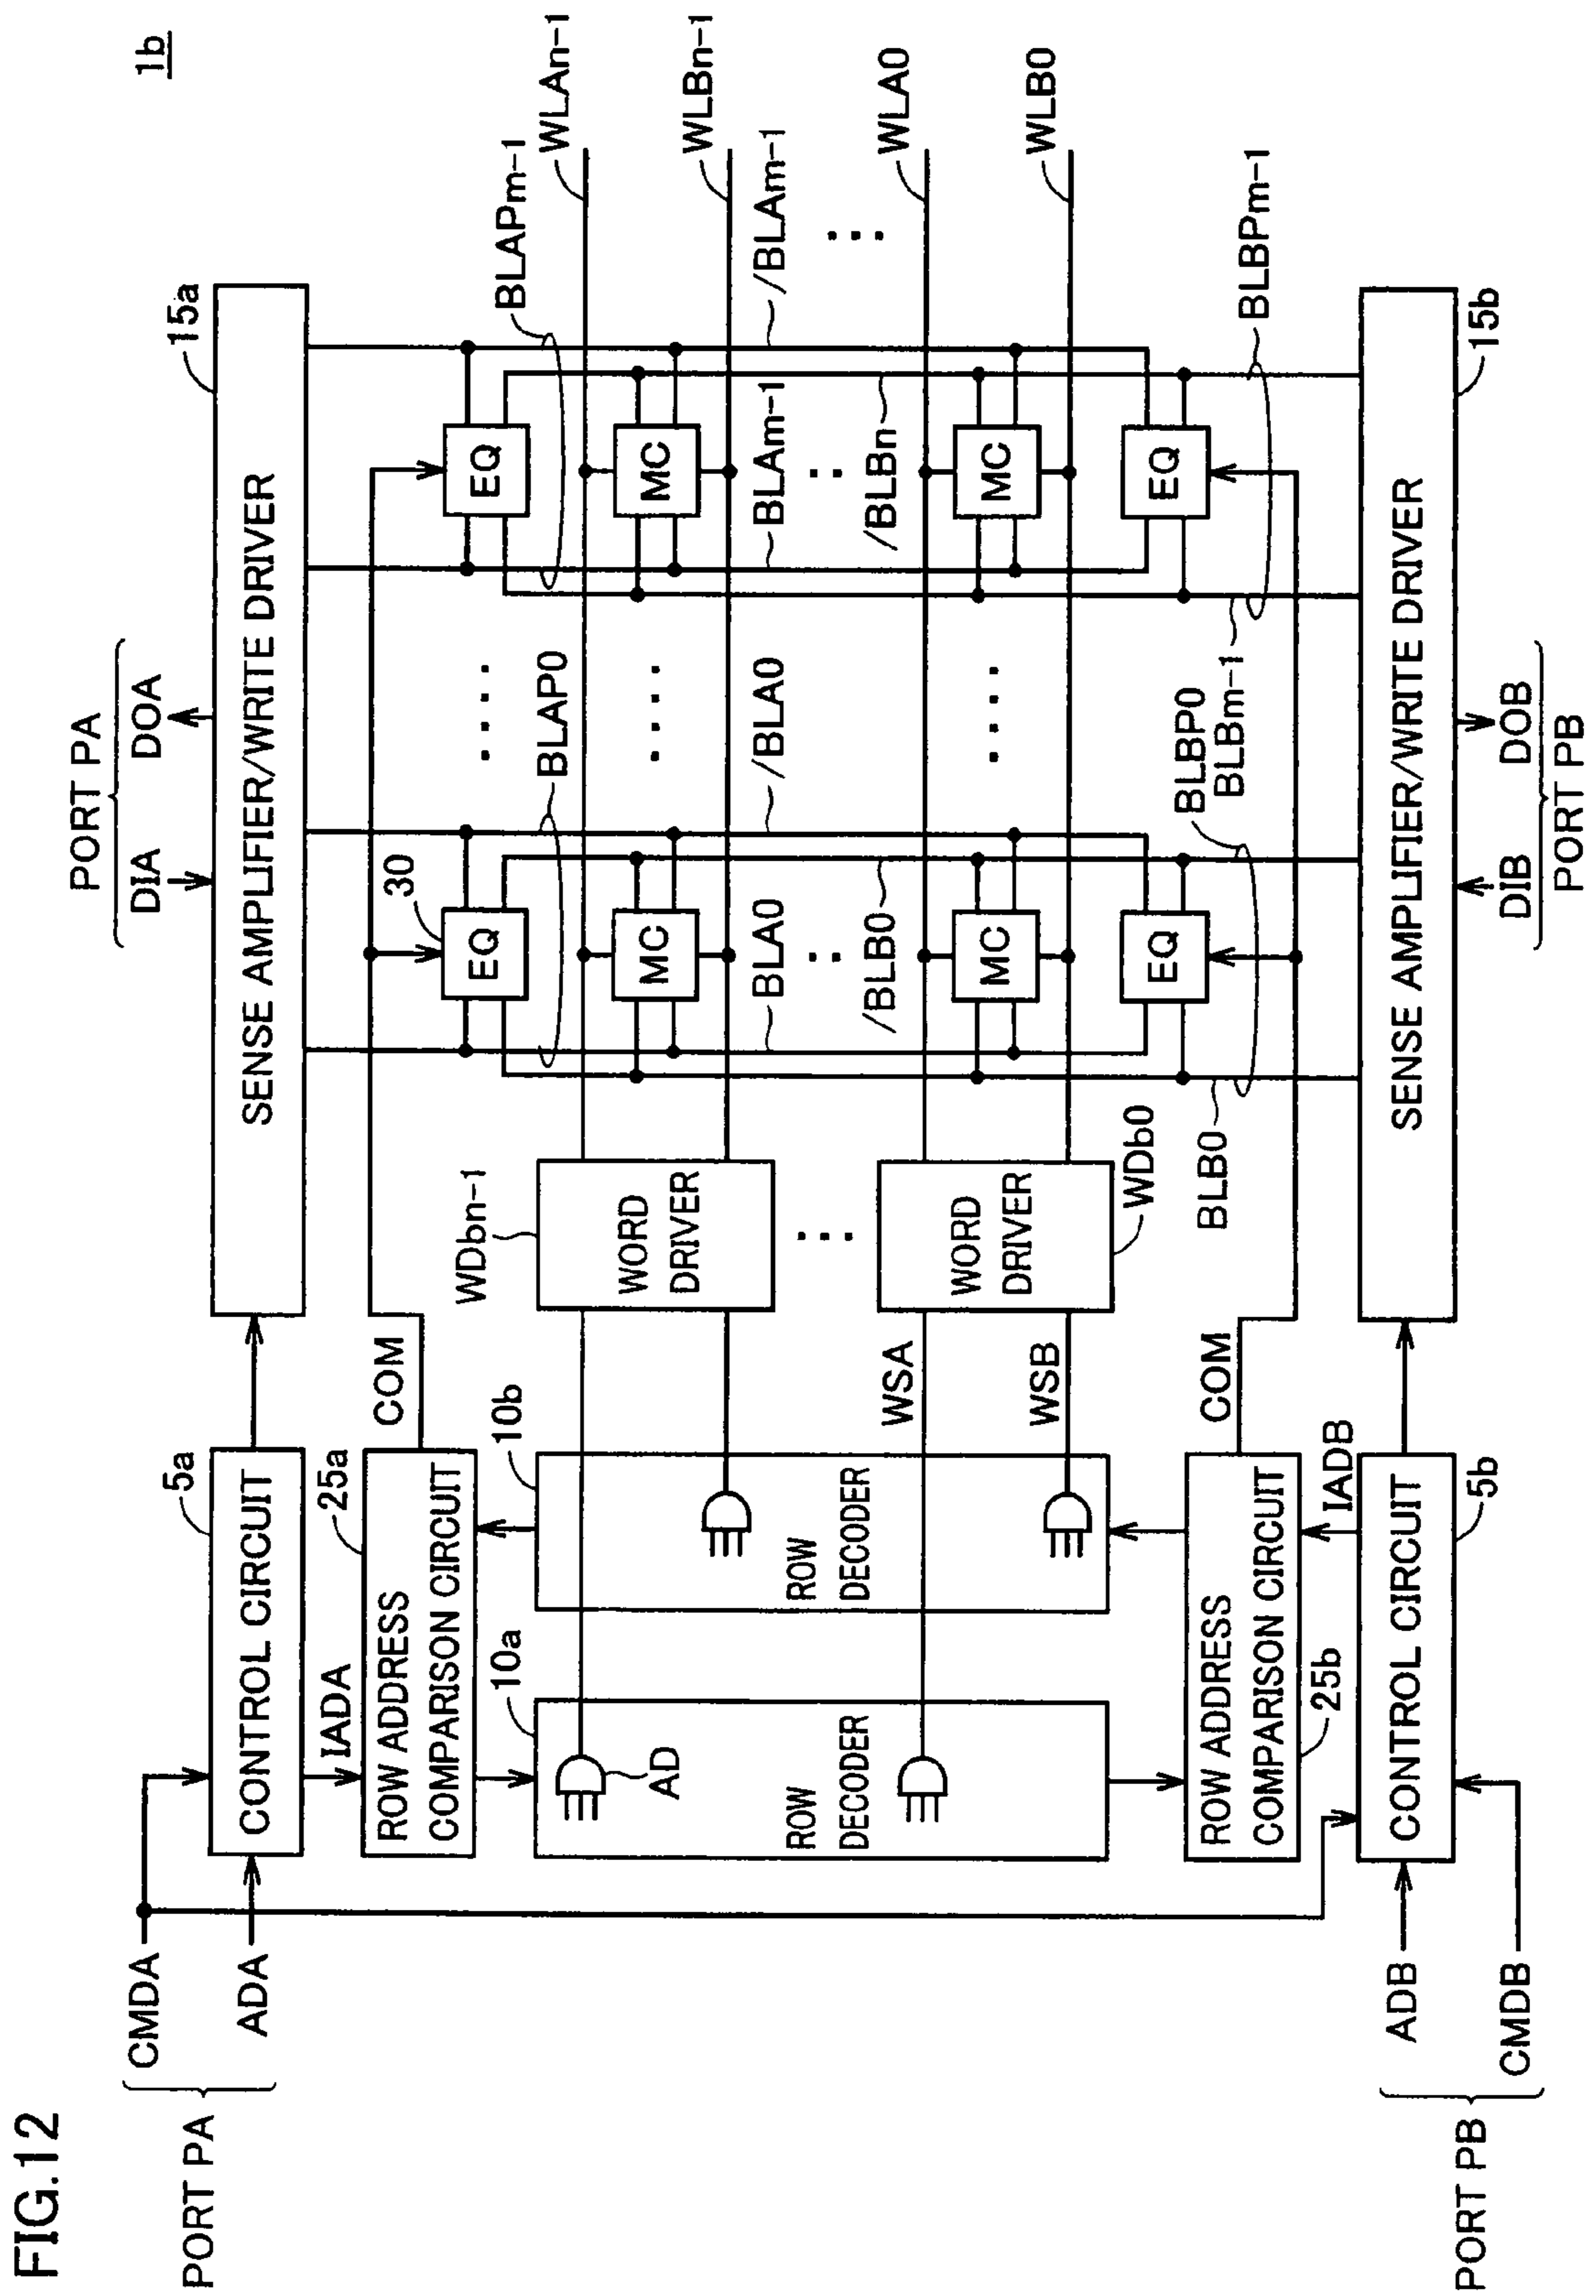 FIG.12
1b
PORT PA
CMDA
ADA
PORT PA
DIA
DOA
5a
CONTROL CIRCUIT
15a
SENSE AMPLIFIER/WRITE DRIVER
IADA
25a
ROW ADDRESS
COMPARISON CIRCUIT
COM
30
EQ
EQ
BLAP0
BLAPm-1
10a
AD
ROW
DECODER
10b
ROW
DECODER
WDbn-1
WORD
DRIVER
MC
MC
WLAn-1
WLBn-1
BLA0
/BLA0
BLAm-1
/BLAm-1
/BLB0
/BLBn
WSA
WSB
WORD
DRIVER
WDb0
MC
MC
WLA0
WLB0
EQ
EQ
BLB0
BLBP0
BLBm-1
BLBPm-1
COM
ROW ADDRESS
COMPARISON CIRCUIT
25b
IADB
CONTROL CIRCUIT
5b
SENSE AMPLIFIER/WRITE DRIVER
15b
ADB
CMDB
PORT PB
DIB
DOB
PORT PB